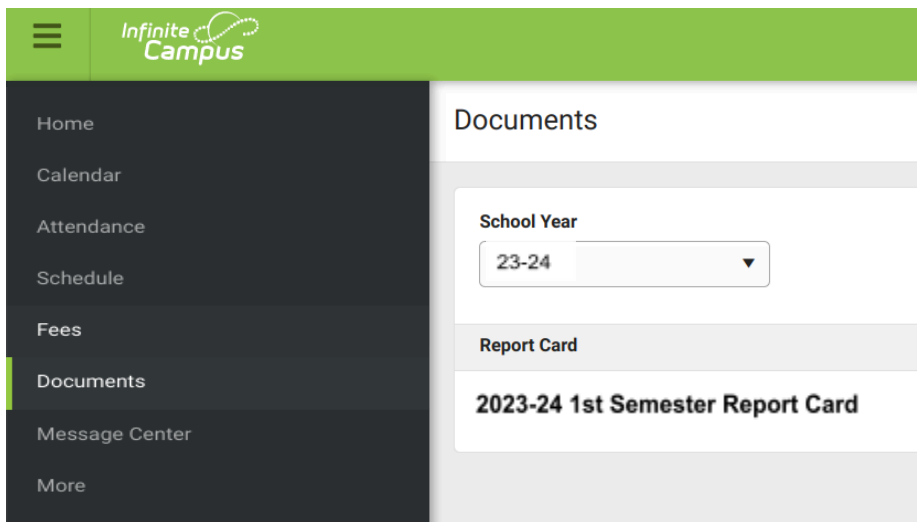 Infinite
Campus
Home
Calendar
Attendance
Schedule
Fees
Documents
Message Center
More
Documents
School Year
23-24
Report Card
2023-24 1st Semester Report Card